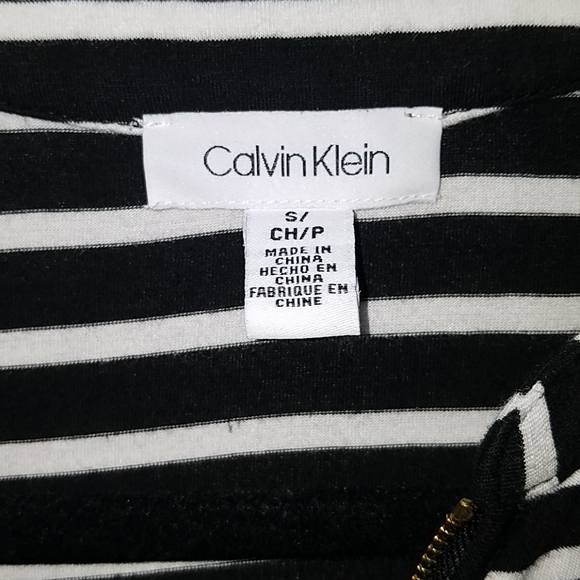 Calvin Klein
S/
CH/P
MADE IN
CHINA
HECHO EN
CHINA
FABRIQUE EN
CHINE